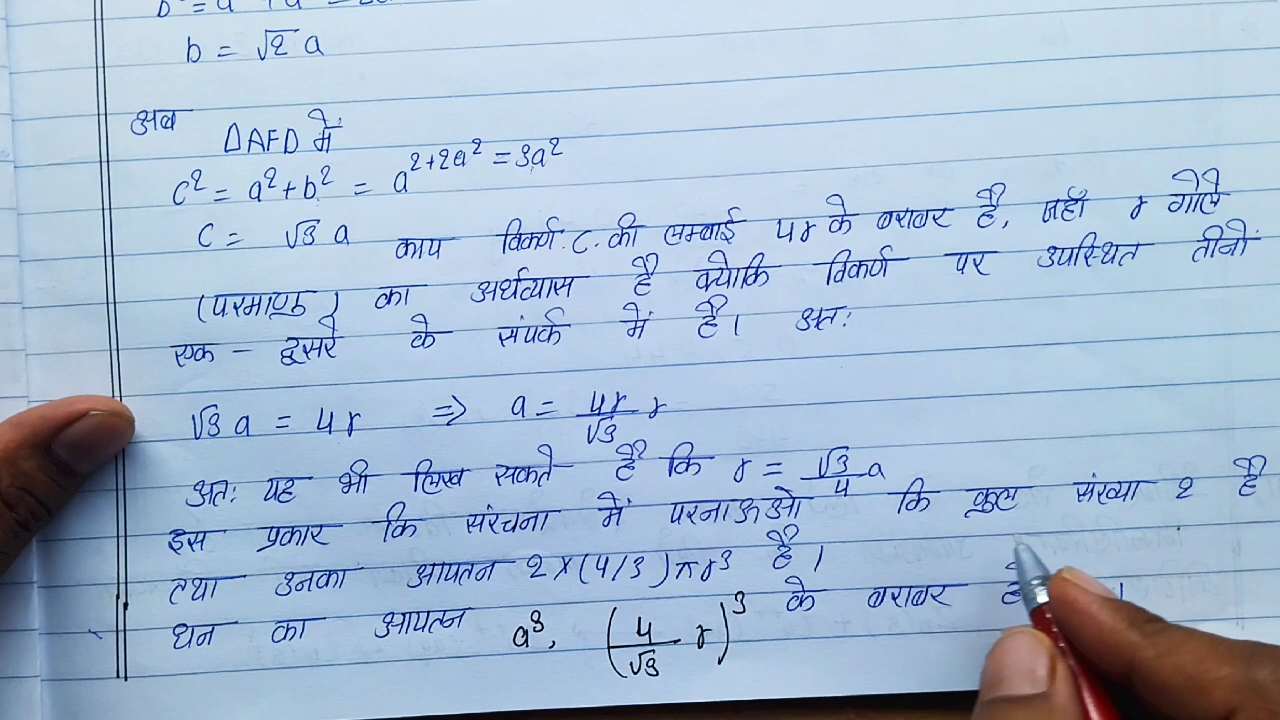 b = √2 a
अब ΔAFD में
c² = a² + b² = a^(2+2a²) = 3a²
c = √3 a काय विकर्ण. C. की लम्बाई 4r के बराबर है, जहाँ r गोले
(परमाणु) का अर्धव्यास है क्योकि विकर्ण पर उपस्थित तीनों
एक - दूसरे के संपर्क में है। अत:
√3 a = 4r => a = 4r/√3 r
अत: यह भी लिख सकते है कि r = √3/4 a
इस प्रकार कि संरचना में कि कुल संख्या 2 है
तथा उनका आयतन 2×(4/3)πr³ है।
घन का आयतन a³, (4/√3 r)³ के बराबर